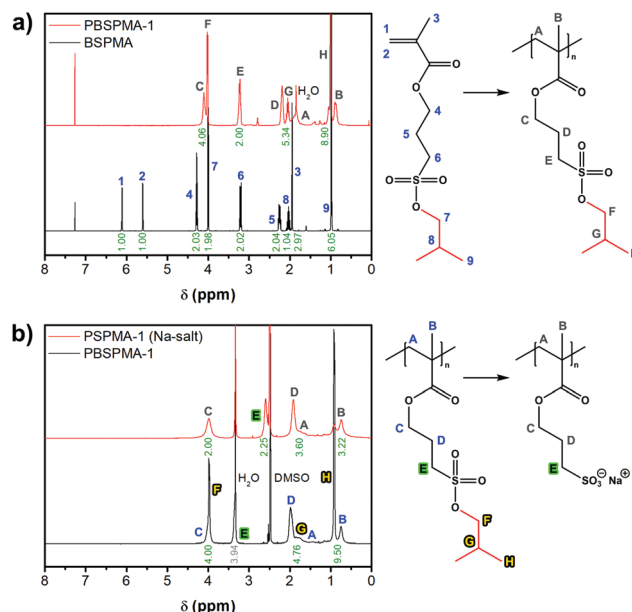 a)
PBSPMA-1
BSPMA
F
H
C
E
D
G
H₂O
A
B
4.06
2.00
5.34
8.90
1
2
4
7
6
5
8
3
9
1.00
1.00
2.03
1.98
2.02
2.04
1.04
2.97
6.05
8 7 6 5 4 3 2 1 0
δ (ppm)
1
2
3
O
O
4
5
6
O S O
O
7
8
9
A
B
n
O
O
C
D
E
O S O
O
F
G
b)
PSPMA-1 (Na-salt)
PBSPMA-1
C
E
D
A
B
2.00
2.25
3.60
3.22
F
H₂O
DMSO
H
C
E
D
G
A
B
4.00
3.94
4.76
9.50
8 7 6 5 4 3 2 1 0
δ (ppm)
A
B
n
O
O
C
D
E
O S O
O
F
G
H
A
B
n
O
O
C
D
E
SO₃⁻ Na⁺